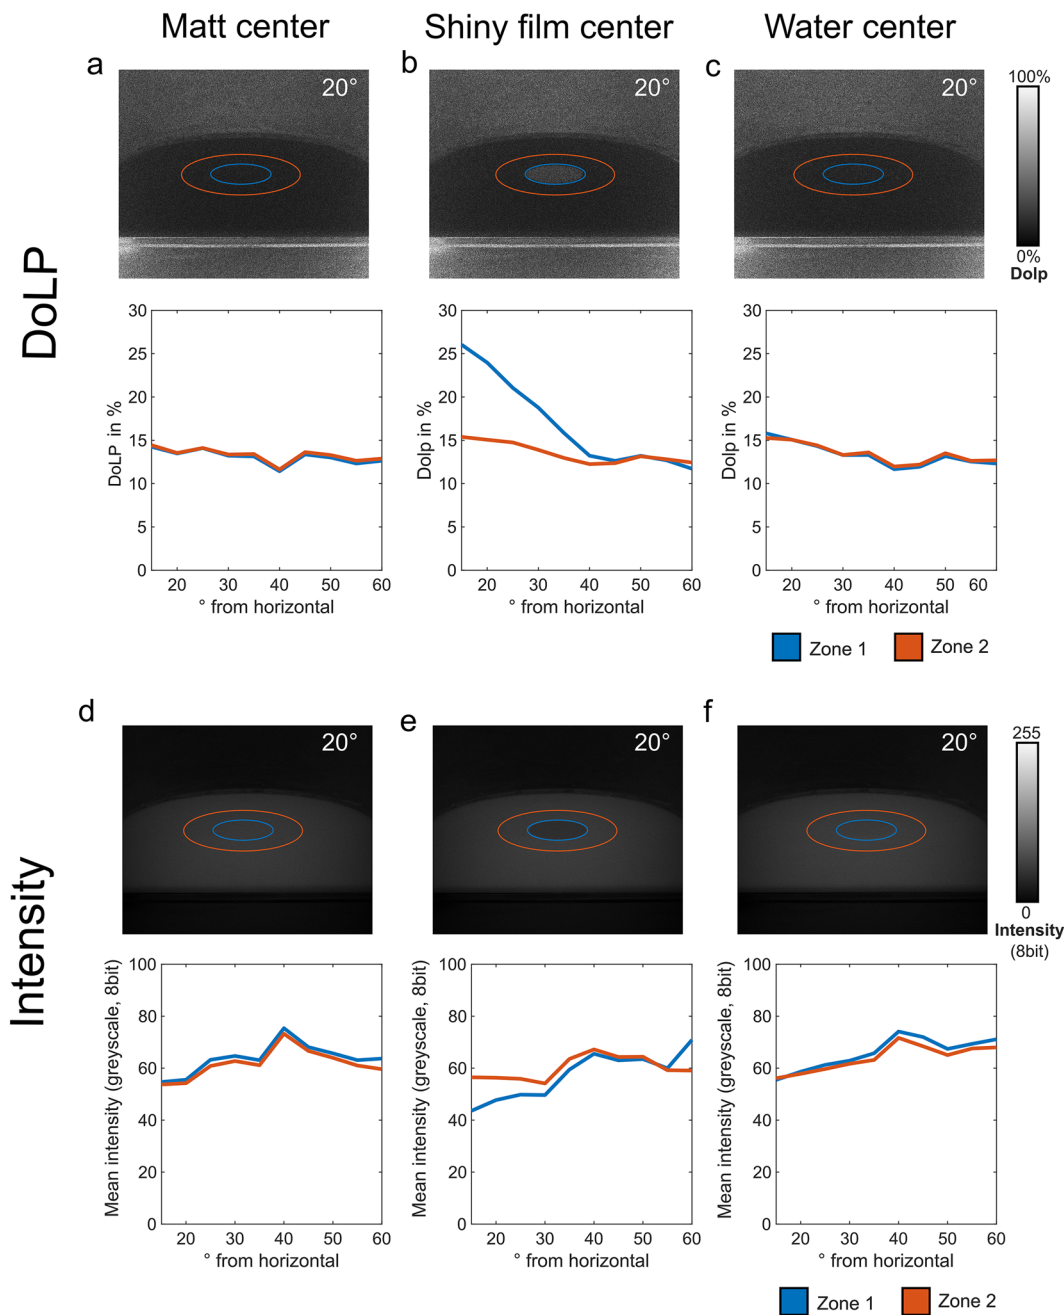 Matt center Shiny film center Water center
a b c
20° 20° 20°
100%
0%
Dolp
DoLP
30 25 20 15 10 5 0
DoLP in %
20 30 40 50 60
° from horizontal
30 25 20 15 10 5 0
Dolp in %
20 30 40 50 60
° from horizontal
30 25 20 15 10 5 0
Dolp in %
20 30 40 50 60
° from horizontal
Zone 1 Zone 2
d e f
20° 20° 20°
255
0
Intensity
(8bit)
Intensity
100 80 60 40 20 0
Mean intensity (greyscale, 8bit)
20 30 40 50 60
° from horizontal
100 80 60 40 20 0
Mean intensity (greyscale, 8bit)
20 30 40 50 60
° from horizontal
100 80 60 40 20 0
Mean intensity (greyscale, 8bit)
20 30 40 50 60
° from horizontal
Zone 1 Zone 2